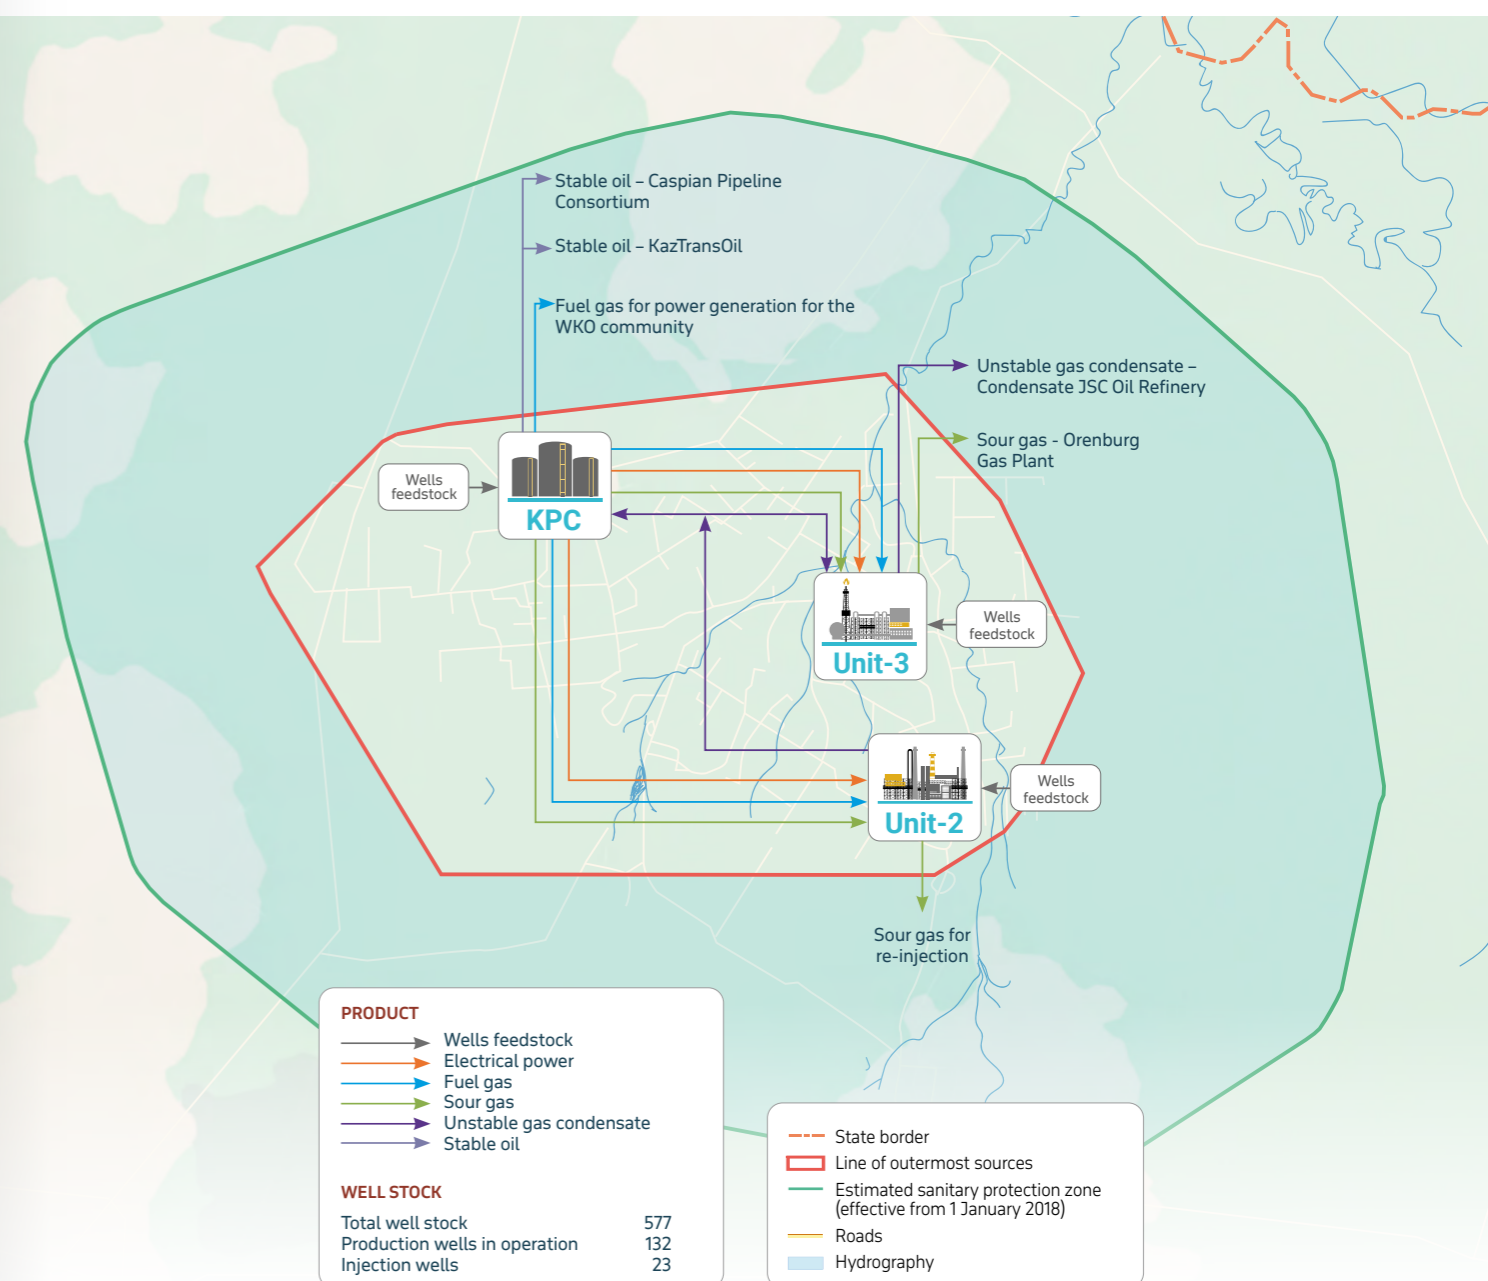 Stable oil – Caspian Pipeline
Consortium
Stable oil – KazTransOil
Fuel gas for power generation for the
WKO community
Unstable gas condensate –
Condensate JSC Oil Refinery
Sour gas - Orenburg
Gas Plant
Wells
feedstock
KPC
Wells
feedstock
Unit-3
Wells
feedstock
Unit-2
Sour gas for
re-injection
PRODUCT
Wells feedstock
Electrical power
Fuel gas
Sour gas
Unstable gas condensate
Stable oil
WELL STOCK
Total well stock 577
Production wells in operation 132
Injection wells 23
State border
Line of outermost sources
Estimated sanitary protection zone
(effective from 1 January 2018)
Roads
Hydrography